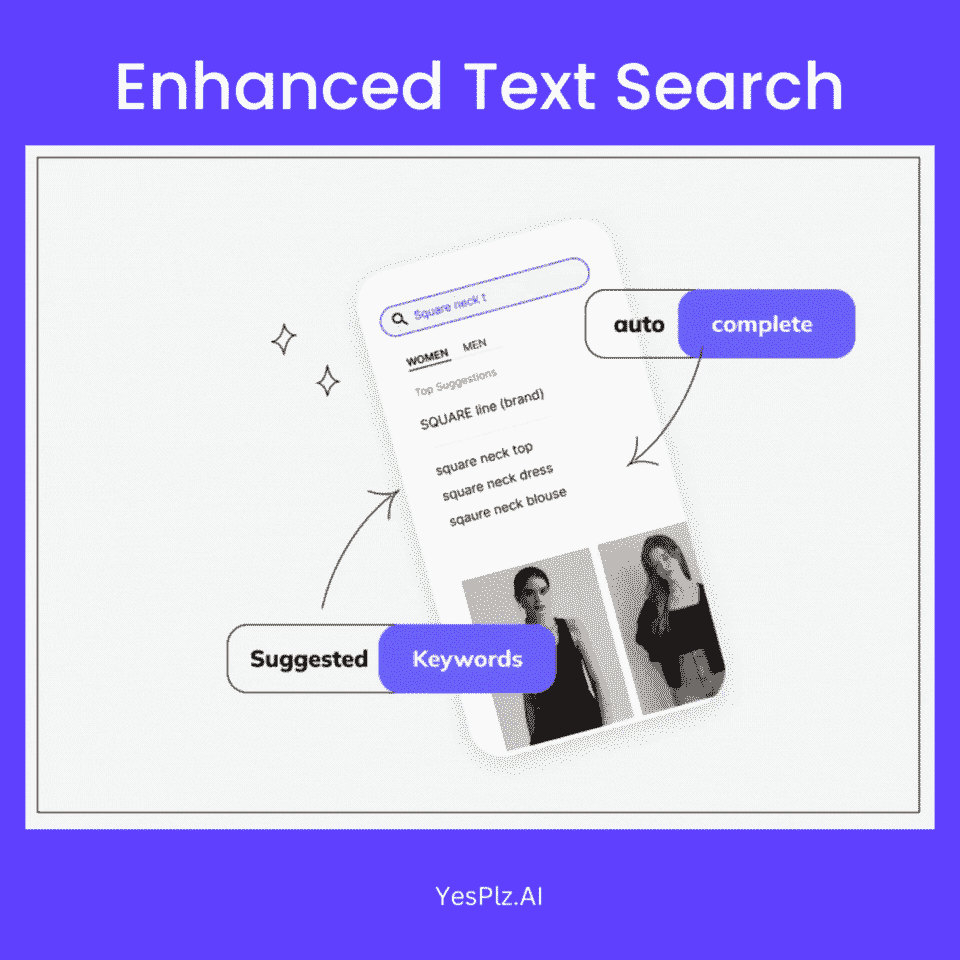 Enhanced Text Search
Square neck t
WOMEN MEN
Top Suggestions
SQUARE line (brand)
square neck top
square neck dress
sqaure neck blouse
auto complete
Suggested Keywords
YesPlz.AI